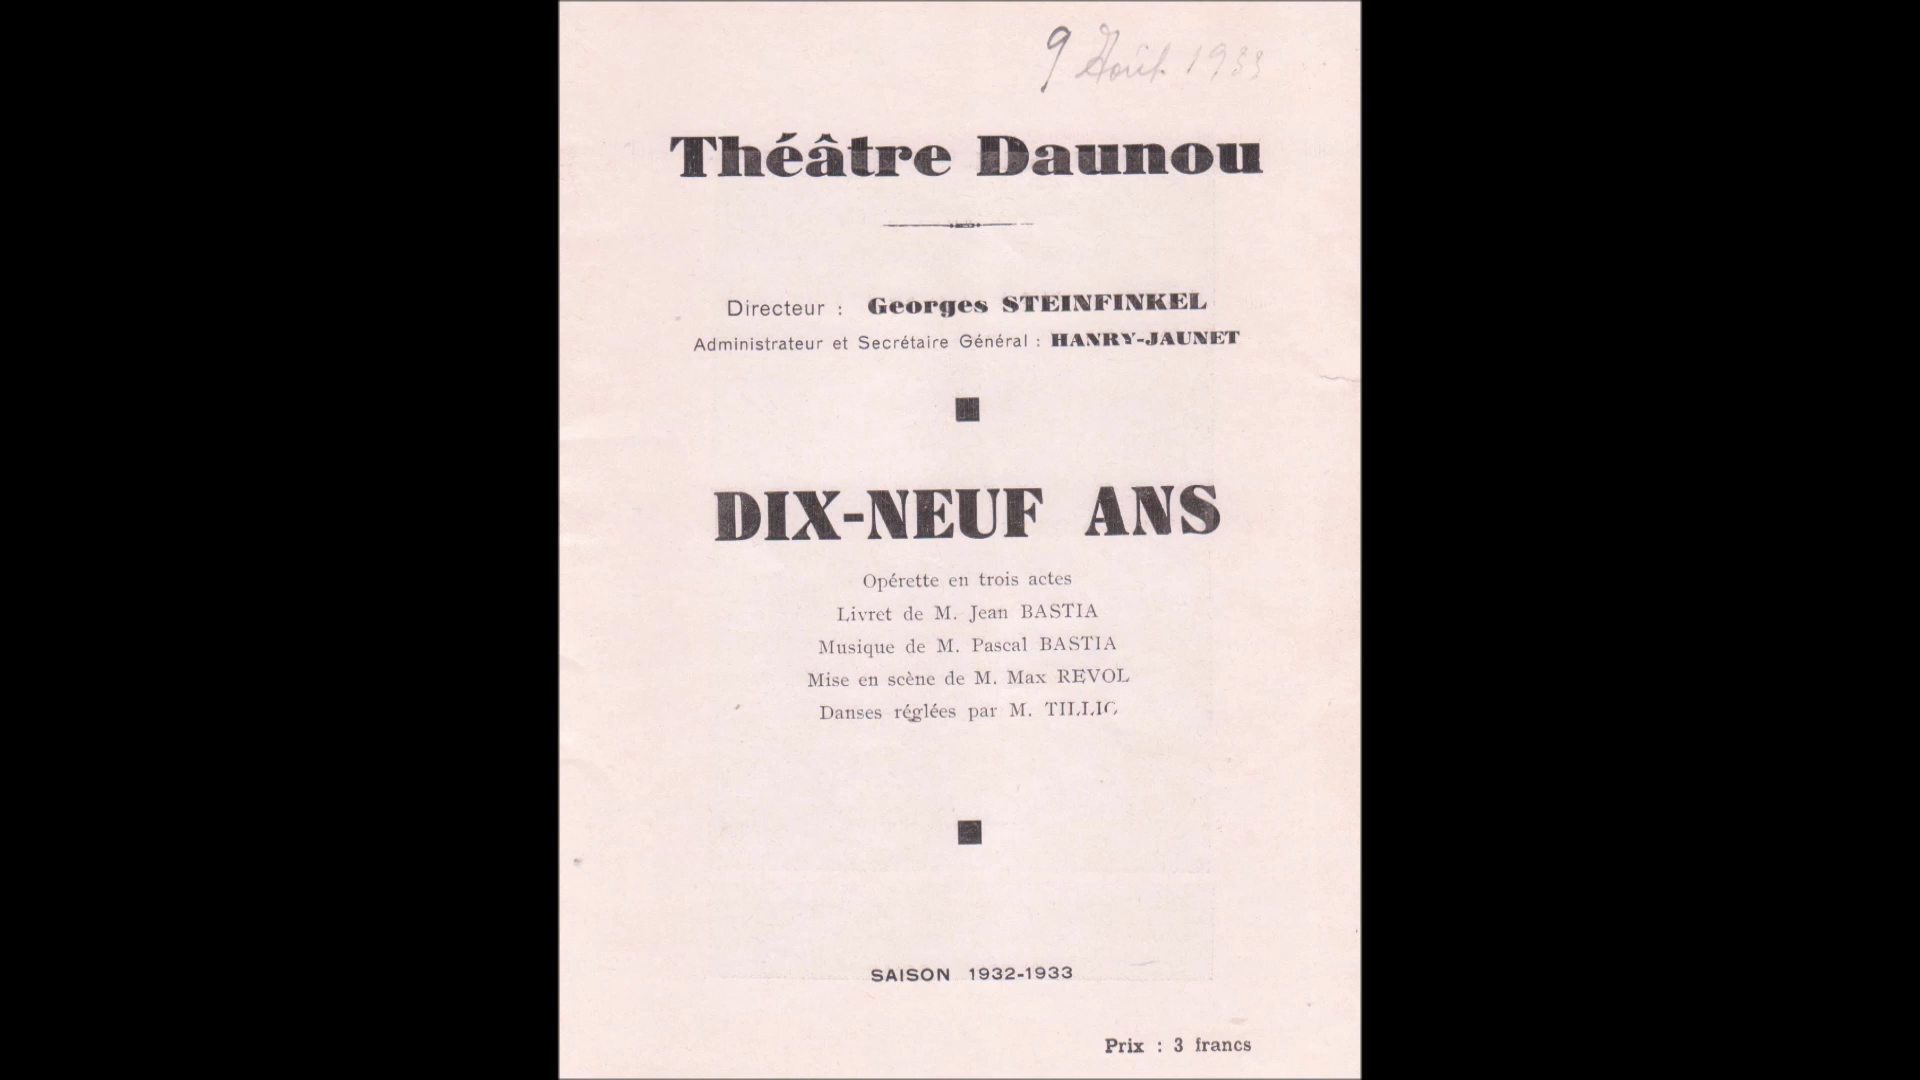 9 Août 1933
Théâtre Daunou
Directeur : Georges STEINFINKEL
Administrateur et Secrétaire Général : HANRY-JAUNET
DIX-NEUF ANS
Opérette en trois actes
Livret de M. Jean BASTIA
Musique de M. Pascal BASTIA
Mise en scène de M. Max REVOL
Danses réglées par M.
SAISON 1932-1933
Prix : 3 francs